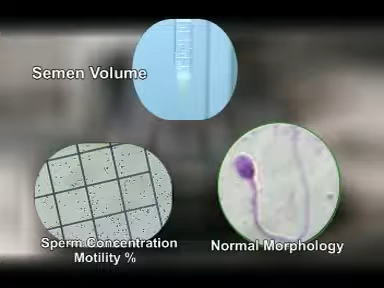 Semen Volume
Sperm Concentration
Motility %
Normal Morphology